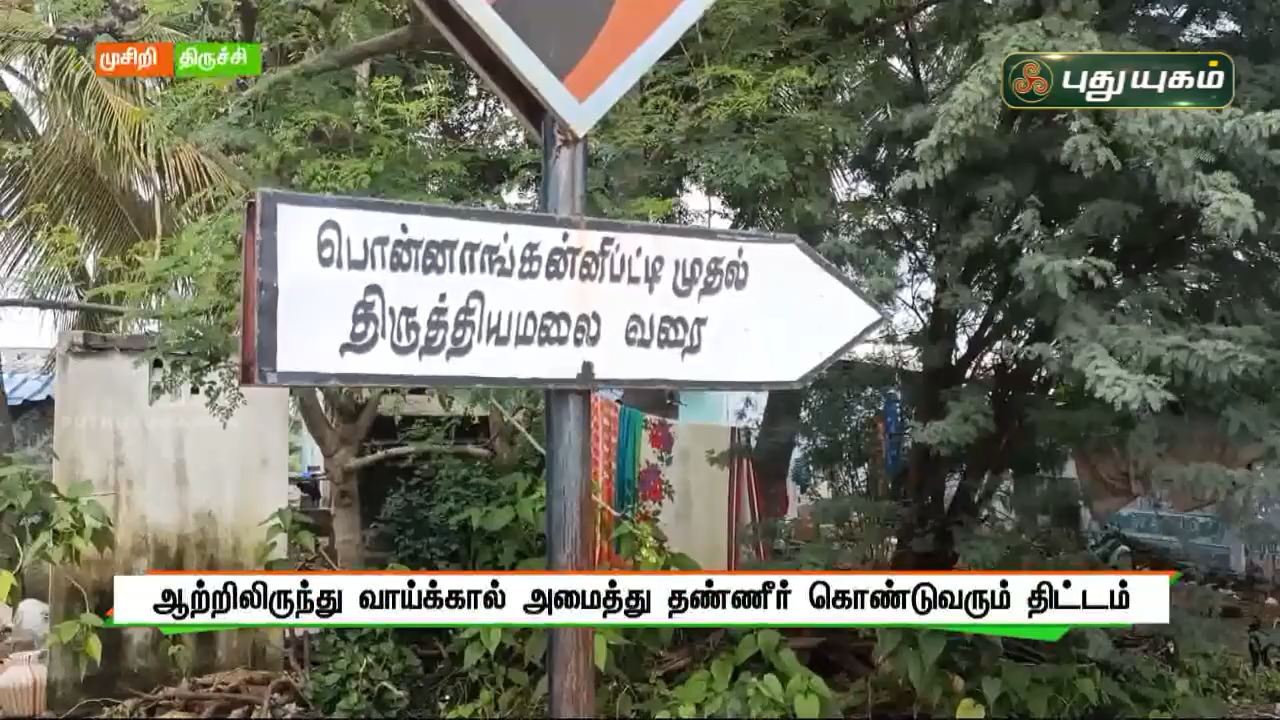 முசிறி திருச்சி
புதுயுகம்
பொன்னாங்கன்னிபட்டி முதல்
திருத்தியமலை வரை
ஆற்றிலிருந்து வாய்க்கால் அமைத்து தண்ணீர் கொண்டுவரும் திட்டம்